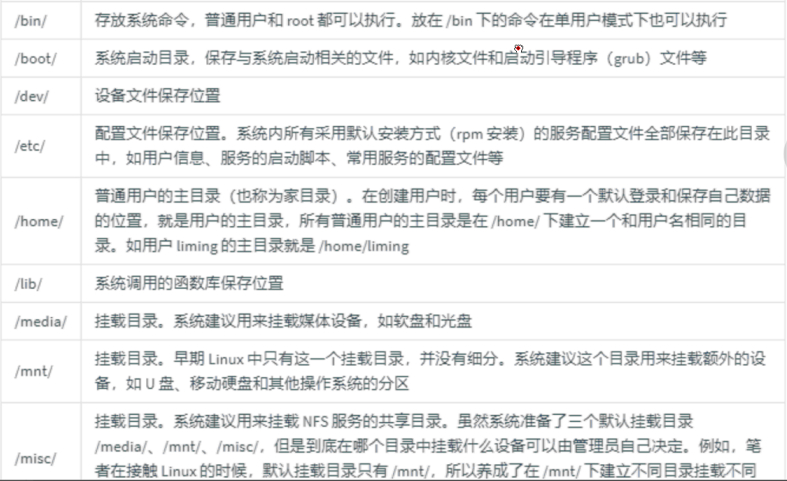 /bin/ 存放系统命令，普通用户和 root 都可以执行。放在 /bin 下的命令在单用户模式下也可以执行
/boot/ 系统启动目录，保存与系统启动相关的文件，如内核文件和启动引导程序（grub）文件等
/dev/ 设备文件保存位置
/etc/ 配置文件保存位置。系统内所有采用默认安装方式（rpm 安装）的服务配置文件全部保存在此目录
中，如用户信息、服务的启动脚本、常用服务的配置文件等
普通用户的主目录（也称为家目录）。在创建用户时，每个用户要有一个默认登录和保存自己数据
/home/ 的位置，就是用户的主目录，所有普通用户的主目录是在 /home/ 下建立一个和用户名相同的目
录。如用户 liming 的主目录就是 /home/liming
/lib/ 系统调用的函数库保存位置
/media/ 挂载目录。系统建议用来挂载媒体设备，如软盘和光盘
/mnt/ 挂载目录。早期 Linux 中只有这一个挂载目录，并没有细分。系统建议这个目录用来挂载额外的设
备，如 U 盘、移动硬盘和其他操作系统的分区
挂载目录。系统建议用来挂载 NFS 服务的共享目录。虽然系统准备了三个默认挂载目录
/misc/ /media/、/mnt/、/misc/，但是到底在哪个目录中挂载什么设备可以由管理员自己决定。例如，笔
者在接触 Linux 的时候，默认挂载目录只有 /mnt/，所以养成了在 /mnt/ 下建立不同目录挂载不同